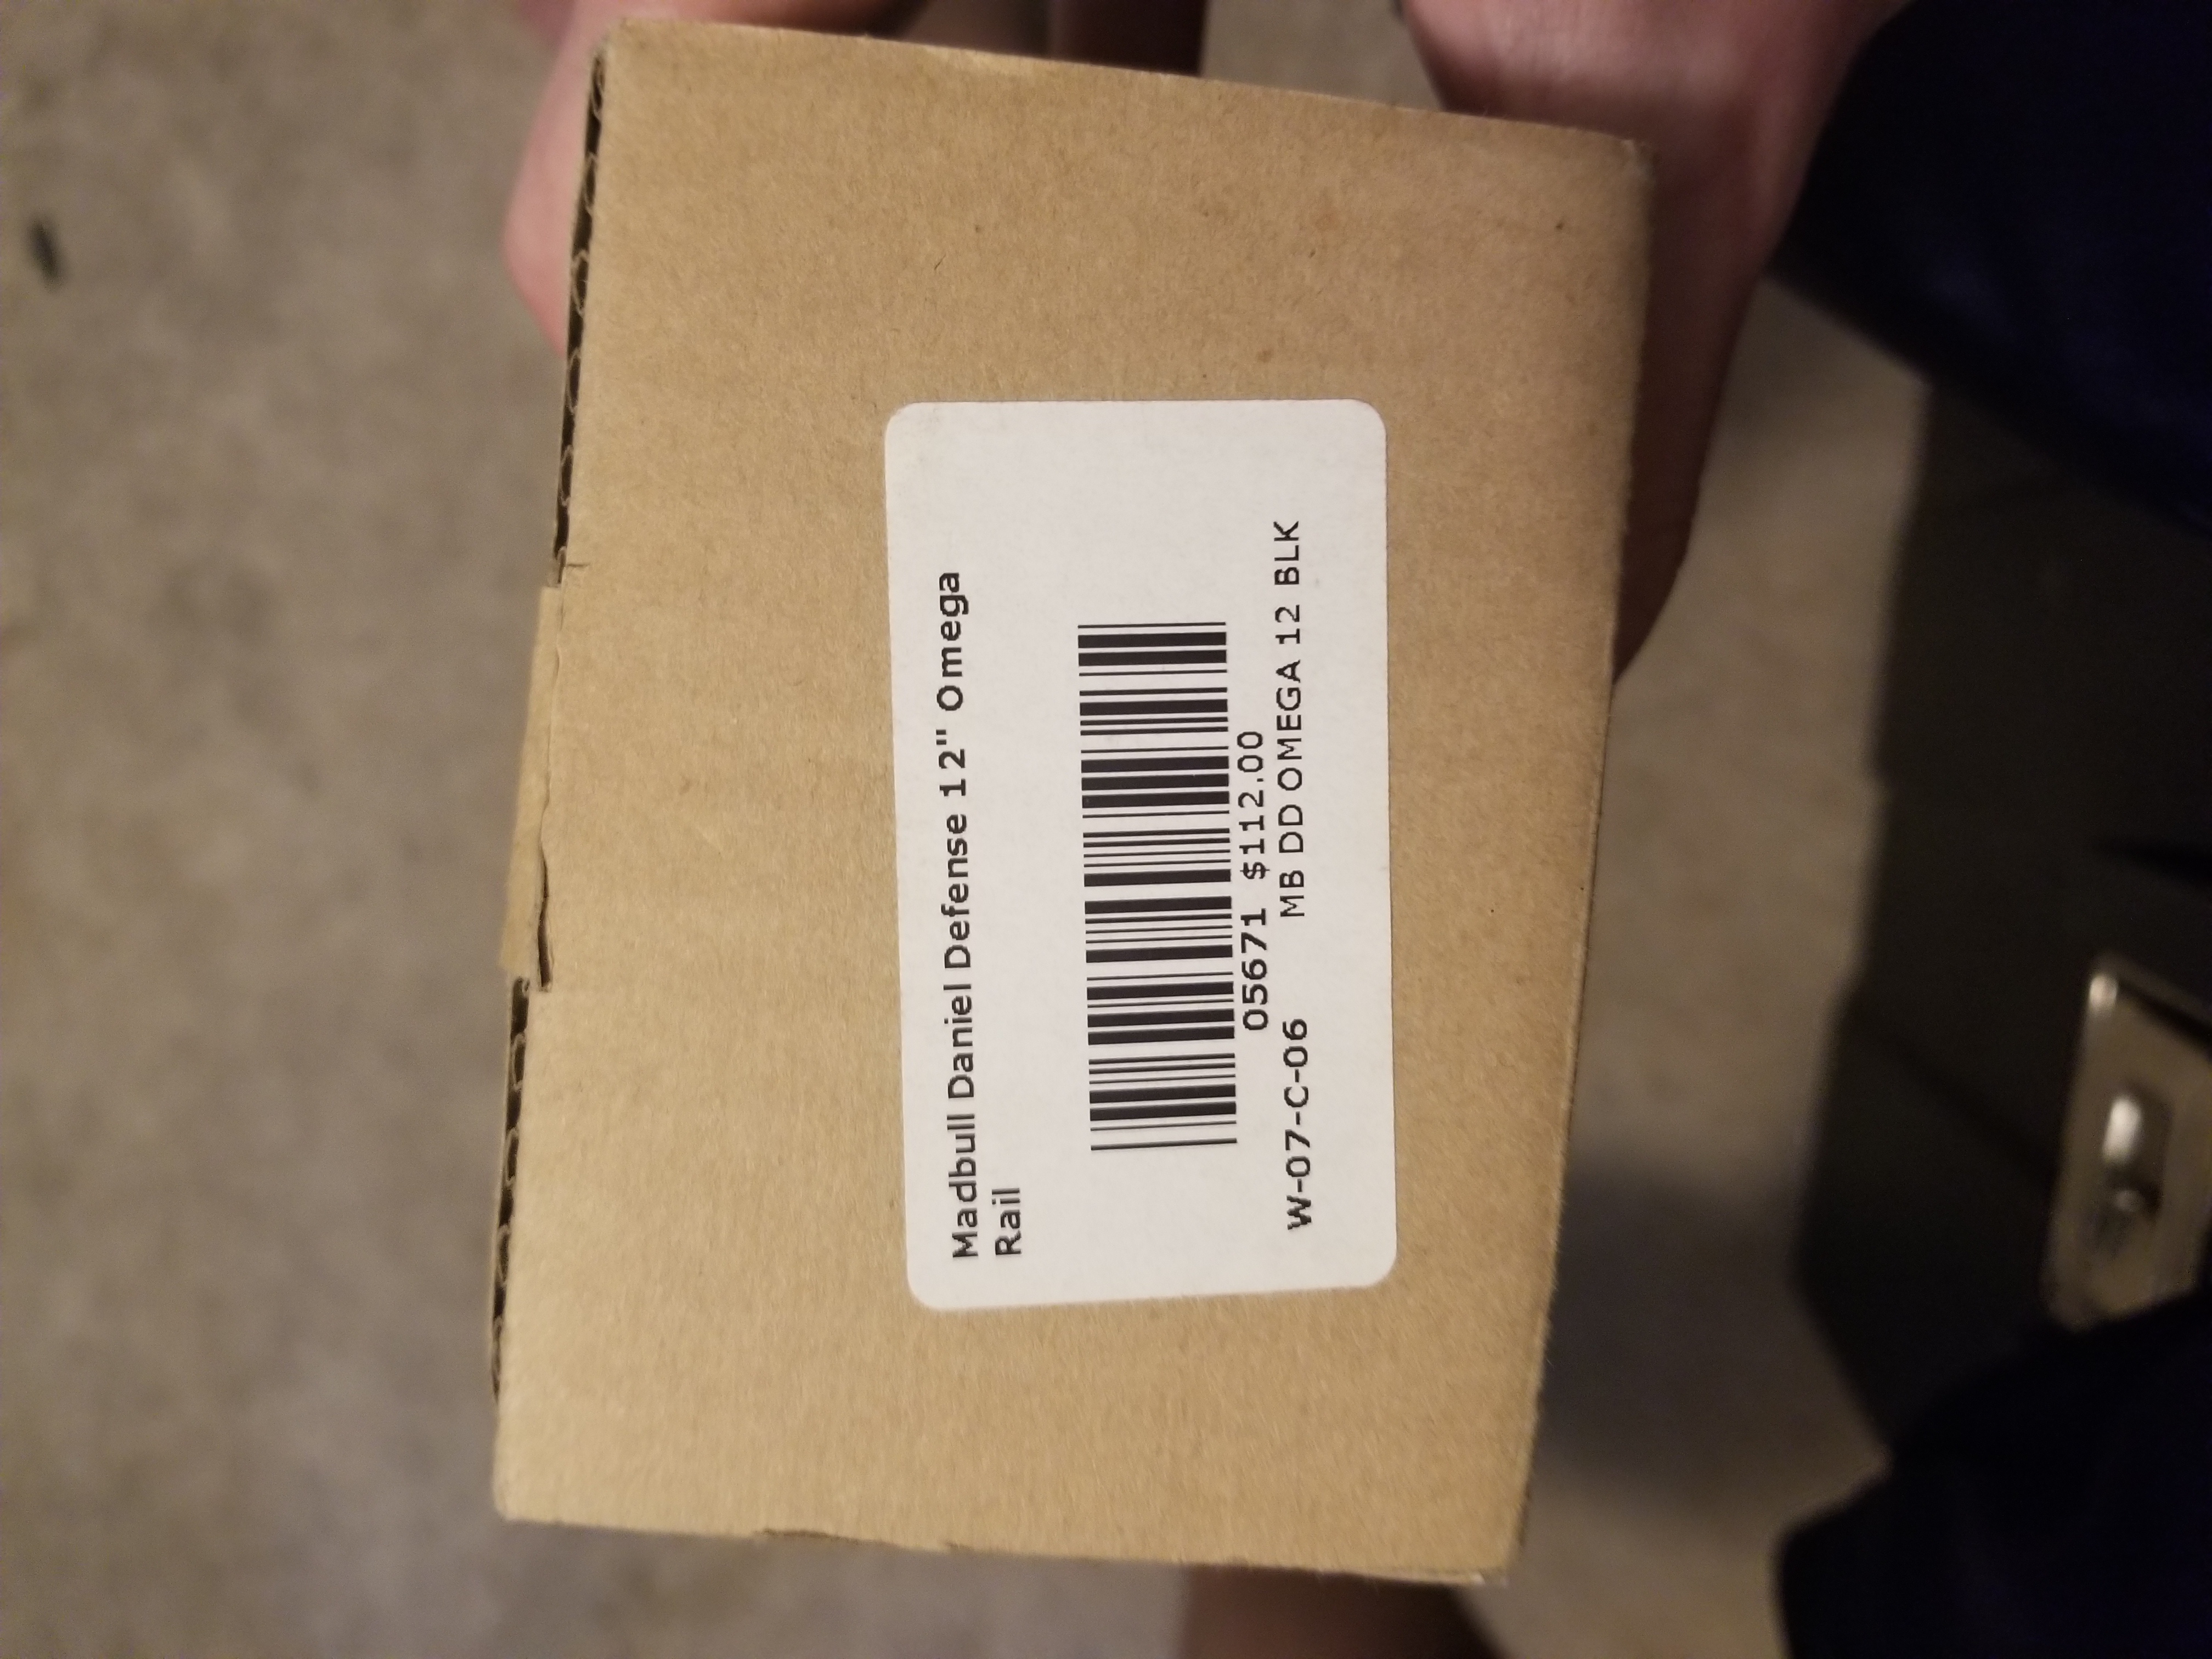 Madbull Daniel Defense 12" Omega
Rail
05671 $112.00
W-07-C-06 MB DD OMEGA 12 BLK